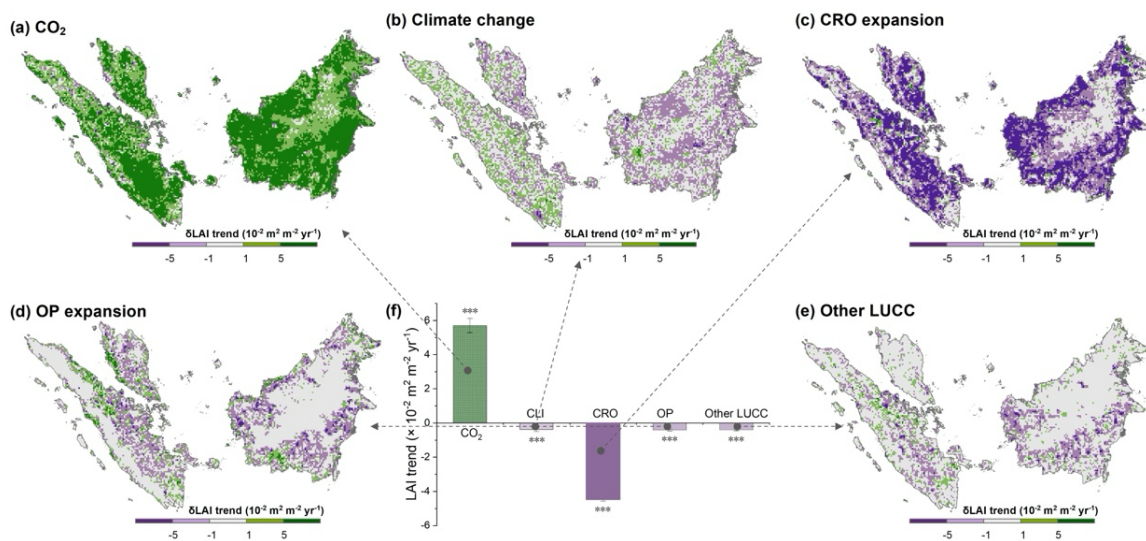 (a) CO₂
(b) Climate change
(c) CRO expansion
δLAI trend (10⁻² m² m⁻² yr⁻¹)
-5 -1 1 5
δLAI trend (10⁻² m² m⁻² yr⁻¹)
-5 -1 1 5
δLAI trend (10⁻² m² m⁻² yr⁻¹)
-5 -1 1 5
(d) OP expansion
δLAI trend (10⁻² m² m⁻² yr⁻¹)
-5 -1 1 5
(f)
LAI trend (× 10⁻² m² m⁻² yr⁻¹)
6
4
2
0
-2
-4
-6
***
CO₂
CLI
***
CRO
***
OP
***
Other LUCC
***
(e) Other LUCC
δLAI trend (10⁻² m² m⁻² yr⁻¹)
-5 -1 1 5